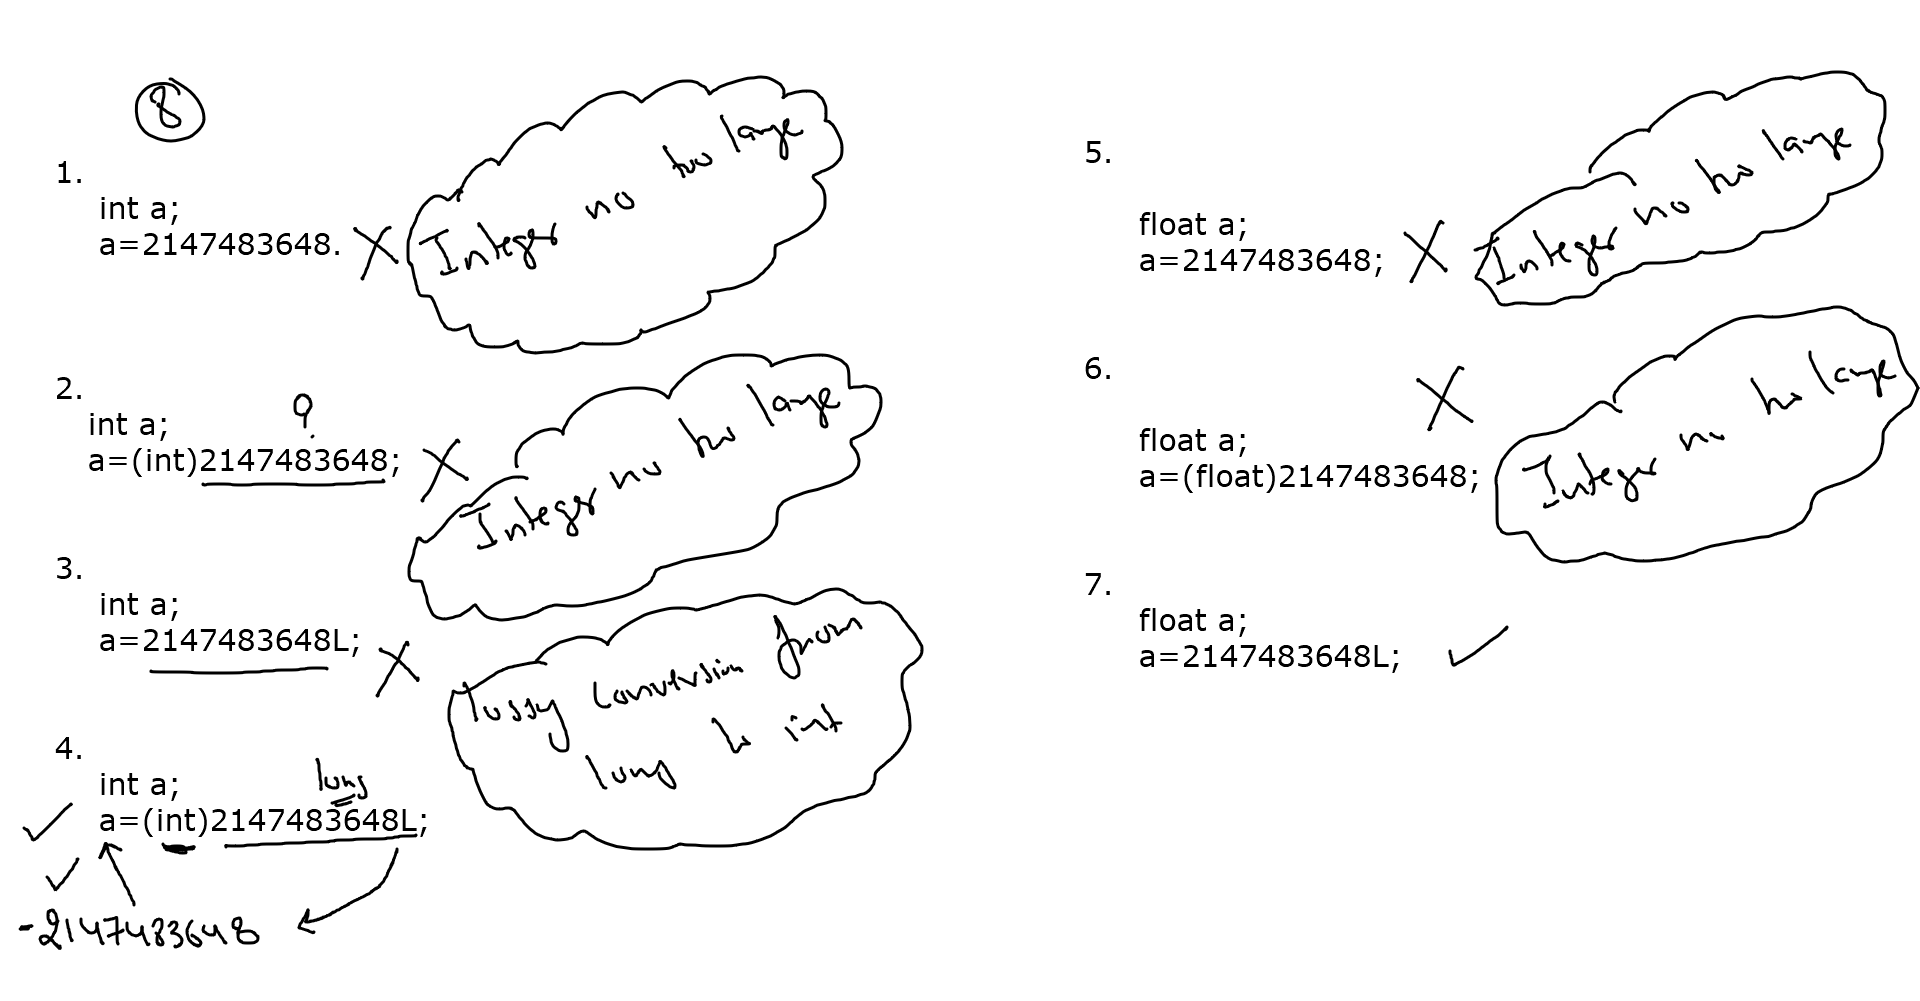 8
1.
int a;
a=2147483648.
Integer no too large
2.
?
int a;
a=(int)2147483648;
Integer no too large
3.
int a;
a=2147483648L;
lossy conversion from
long to int
4.
int a;
long
a=(int)2147483648L;
-2147483648
5.
float a;
a=2147483648;
Integer no too large
6.
float a;
a=(float)2147483648;
Integer no too large
7.
float a;
a=2147483648L;